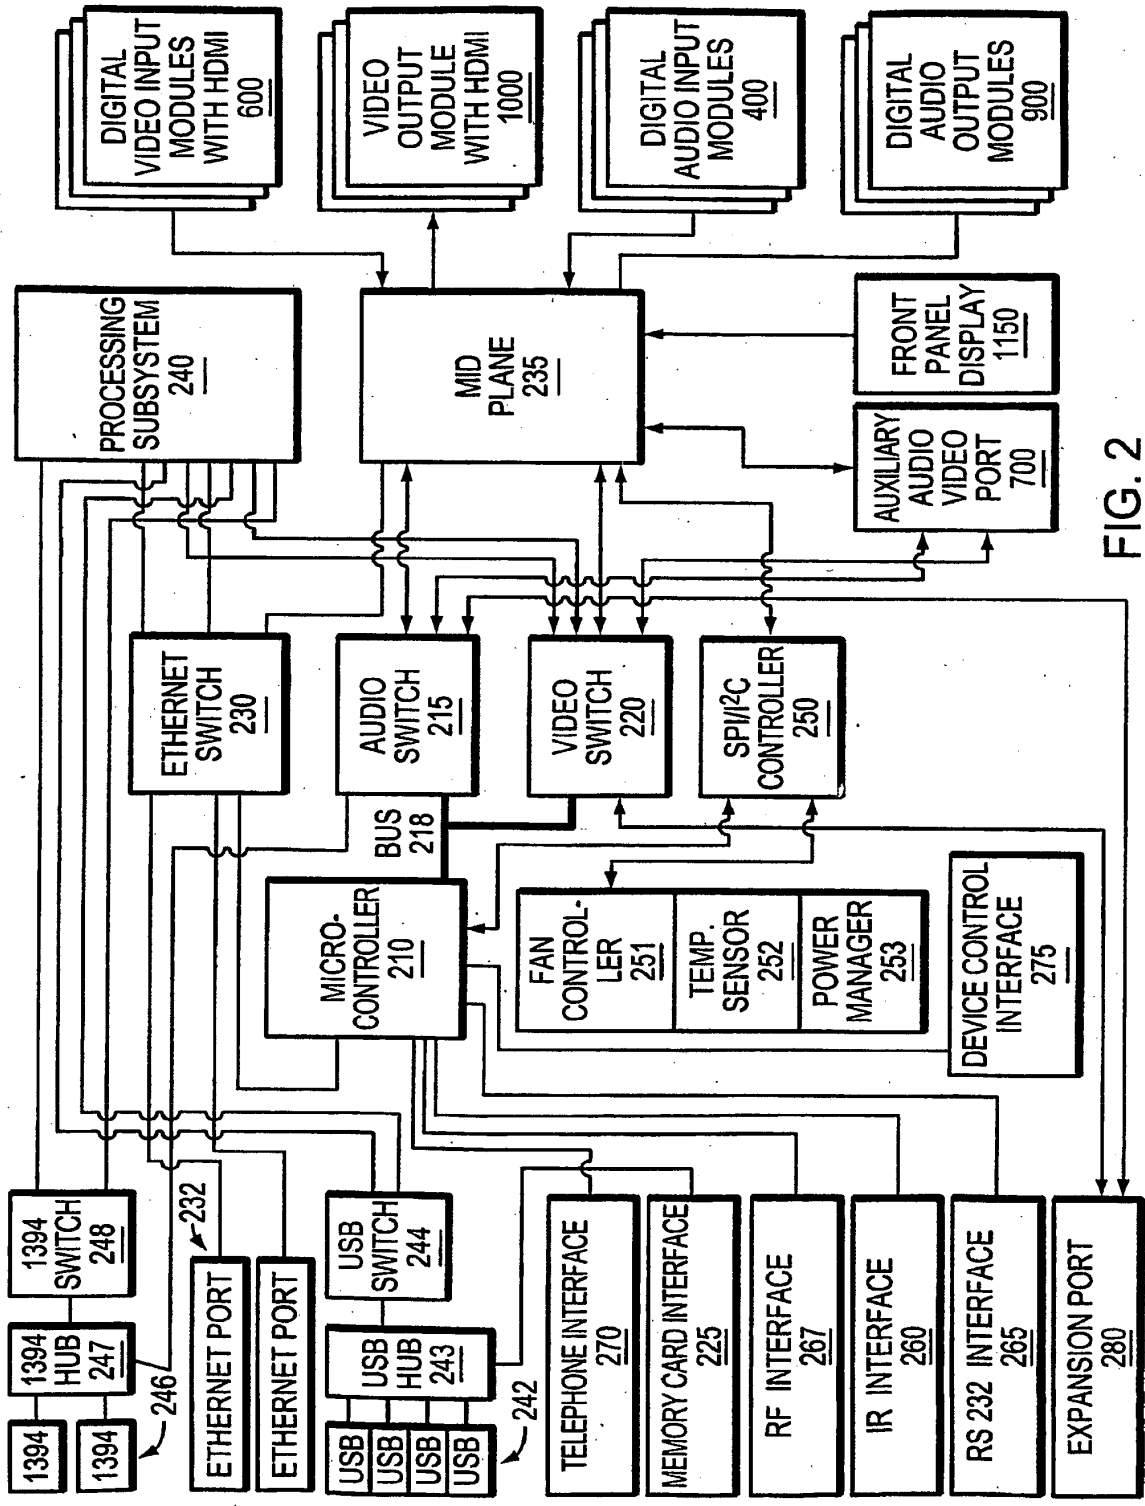 1394
1394
246
1394
HUB
247
1394
SWITCH
248
ETHERNET PORT
ETHERNET PORT
232
USB
USB
USB
USB
242
USB
HUB
243
USB
SWITCH
244
TELEPHONE INTERFACE
270
MEMORY CARD INTERFACE
225
RF INTERFACE
267
IR INTERFACE
260
RS 232 INTERFACE
265
EXPANSION PORT
280
MICRO-
CONTROLLER
210
BUS
218
FAN
CONTROL-
LER 251
TEMP.
SENSOR
252
POWER
MANAGER
253
DEVICE CONTROL
INTERFACE
275
ETHERNET
SWITCH
230
AUDIO
SWITCH
215
VIDEO
SWITCH
220
SPI/I²C
CONTROLLER
250
PROCESSING
SUBSYSTEM
240
MID
PLANE
235
AUXILIARY
AUDIO
VIDEO
PORT
700
FRONT
PANEL
DISPLAY
1150
DIGITAL
VIDEO INPUT
MODULES
WITH HDMI
600
VIDEO
OUTPUT
MODULE
WITH HDMI
1000
DIGITAL
AUDIO INPUT
MODULES
400
DIGITAL
AUDIO
OUTPUT
MODULES
900
FIG. 2